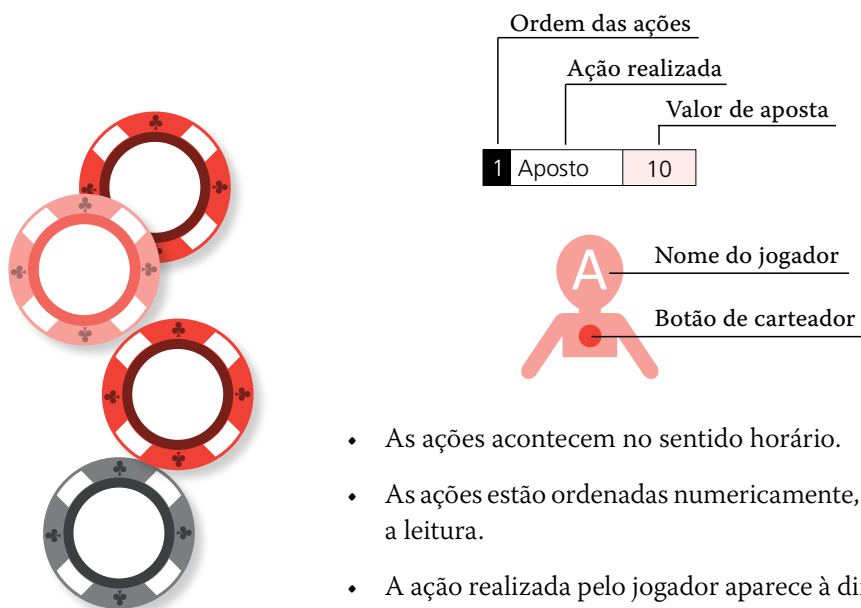 Ordem das ações
Ação realizada
Valor de aposta
1 Aposto 10
A
Nome do jogador
Botão de carteador
• As ações acontecem no sentido horário.
• As ações estão ordenadas numericamente,
a leitura.
• A ação realizada pelo jogador aparece à